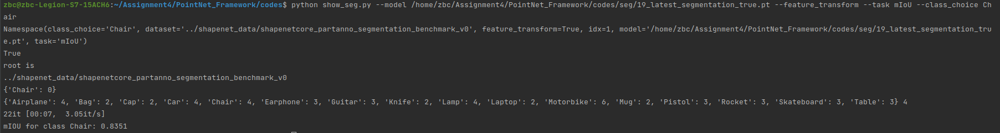 zbc@zbc-Legion-S7-15ACH6:~/Assignment4/PointNet_Framework/codes$ python show_seg.py --model /home/zbc/Assignment4/PointNet_Framework/codes/seg/19_latest_segmentation_true.pt --feature_transform --task mIoU --class_choice Ch
air
Namespace(class_choice='Chair', dataset='../shapenet_data/shapenetcore_partanno_segmentation_benchmark_v0', feature_transform=True, idx=1, model='/home/zbc/Assignment4/PointNet_Framework/codes/seg/19_latest_segmentation_tru
e.pt', task='mIoU')
True
root is
../shapenet_data/shapenetcore_partanno_segmentation_benchmark_v0
{'Chair': 0}
{'Airplane': 4, 'Bag': 2, 'Cap': 2, 'Car': 4, 'Chair': 4, 'Earphone': 3, 'Guitar': 3, 'Knife': 2, 'Lamp': 4, 'Laptop': 2, 'Motorbike': 6, 'Mug': 2, 'Pistol': 3, 'Rocket': 3, 'Skateboard': 3, 'Table': 3} 4
22it [00:07,  3.05it/s]
mIOU for class Chair: 0.8351